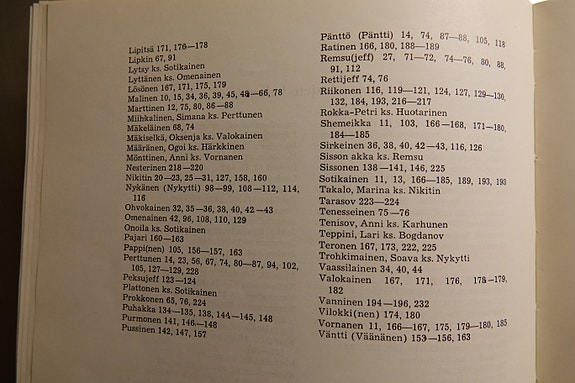 Lipitsä 171, 176—178
Lipkin 67, 91
Lytsy ks. Sotikainen
Lyttänen ks. Omenainen
Lösönen 167, 171, 175, 179
Malinen 10, 15, 34, 36, 39, 45, 48—66, 78
Marttinen 12, 75, 80, 86—88
Miihkalinen, Simana ks. Perttunen
Mäkeläinen 68, 74
Mäkiselkä, Oksenja ks. Valokainen
Määränen, Ogoi ks. Härkkinen
Mönttinen, Anni ks. Vornanen
Nesterinen 218—220
Nikitin 20—23, 25—31, 127, 158, 160
Nykänen (Nykytti) 98—99, 108—112, 114,
116
Ohvokainen 32, 35—36, 38, 40, 42—43
Omenainen 42, 96, 108, 110, 129
Onoila ks. Sotikainen
Pajari 160—163
Pappi(nen) 105, 156—157, 163
Perttunen 14, 23, 56, 67, 74, 80—87, 94, 102,
105, 127—129, 228
Peksujeff 123—124
Plattonen ks. Sotikainen
Prokkonen 65, 76, 224
Puhakka 134—135, 138, 144—145, 148
Purmonen 141, 146—148
Pussinen 142, 147, 157
Pänttö (Päntti) 14, 74, 87—88, 105, 118
Ratinen 166, 180, 188—189
Remsu(jeff) 27, 71—72, 74—76, 80, 88,
91, 112
Rettijeff 74, 76
Riikonen 116, 119—121, 124, 127, 129—130,
132, 184, 193, 216—217
Rokka-Petri ks. Huotarinen
Shemeikka 11, 103, 166—168, 171—180,
184—185
Sirkeinen 36, 38, 40, 42—43, 116, 126
Sisson akka ks. Remsu
Sissonen 138—141, 146, 225
Sotikainen 11, 13, 166—185, 189, 193, 198
Takalo, Marina ks. Nikitin
Tarasov 223—224
Tenesseinen 75—76
Tenisov, Anni ks. Karhunen
Teppini, Lari ks. Bogdanov
Teronen 167, 173, 222, 225
Trohkimainen, Soava ks. Nykytti
Vaassilainen 34, 40, 44
Valokainen 167, 171, 176, 178—179,
182
Vanninen 194—196, 232
Vilokki(nen) 174, 180
Vornanen 11, 166—167, 175, 179—180, 185
Väntti (Väänänen) 153—156, 163